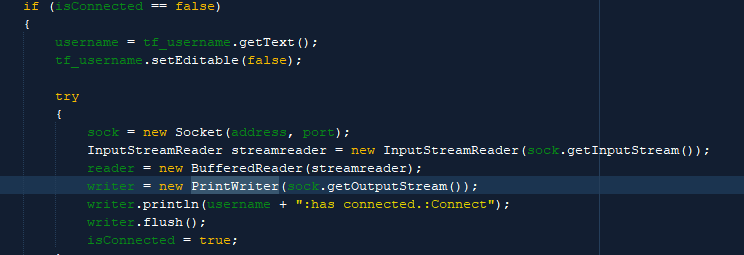 if (isConnected == false)
{
username = tf_username.getText();
tf_username.setEditable(false);
try
{
sock = new Socket(address, port);
InputStreamReader streamreader = new InputStreamReader(sock.getInputStream());
reader = new BufferedReader(streamreader);
writer = new PrintWriter(sock.getOutputStream());
writer.println(username + ":has connected.:Connect");
writer.flush();
isConnected = true;